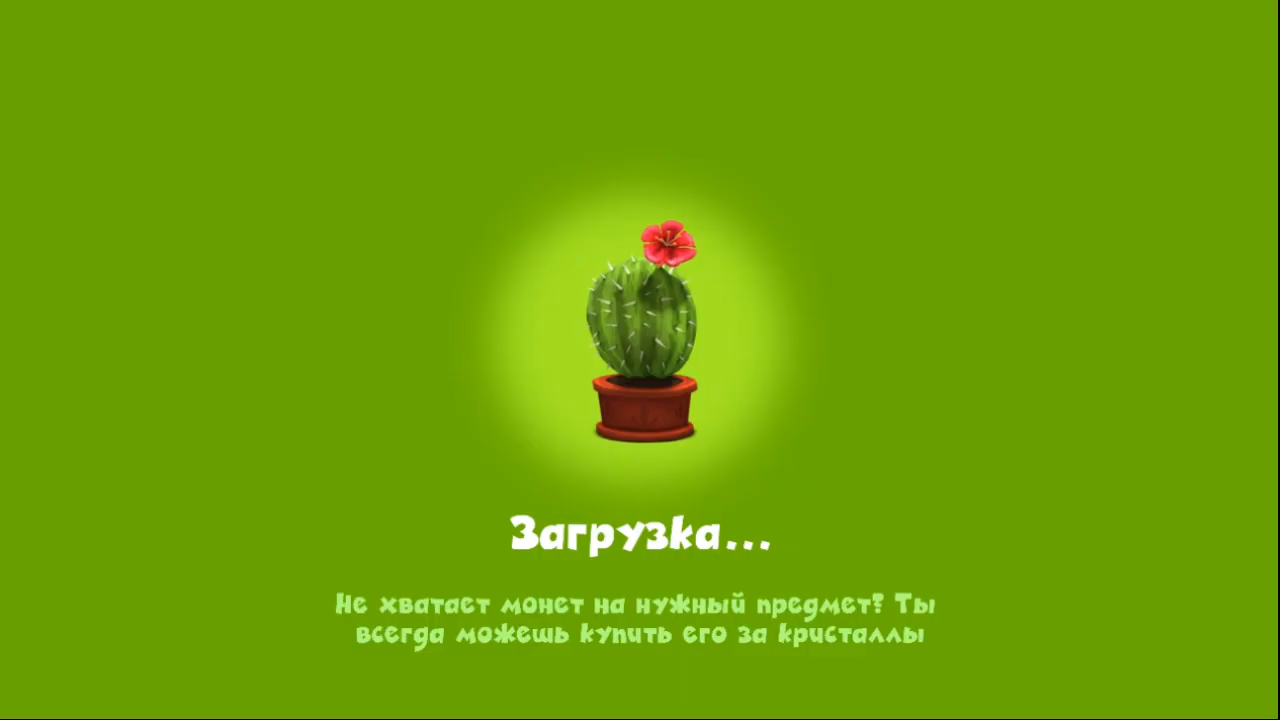 Загрузка...
Не хватает монет на нужный предмет? Ты
всегда можешь купить его за кристаллы